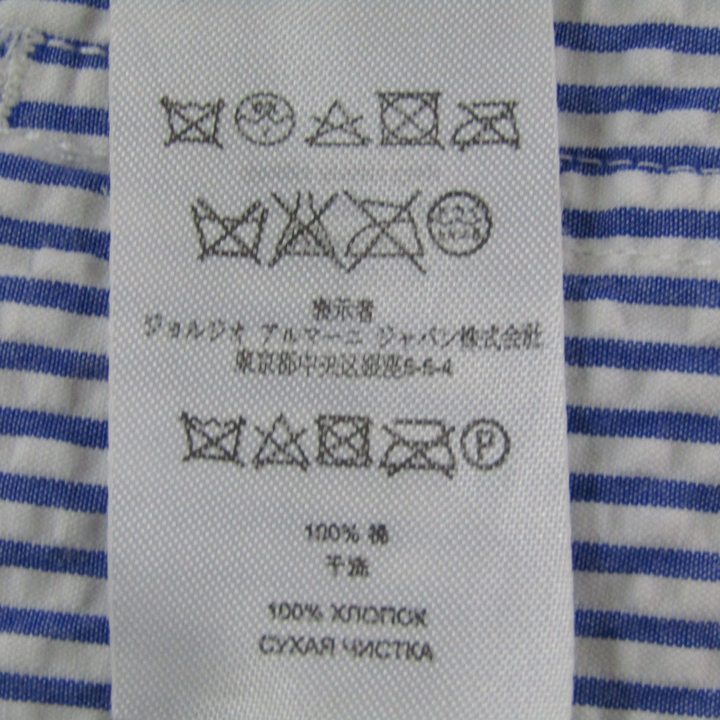 表示者
ジョルジオ アルマーニ ジャパン株式会社
東京都中央区銀座5-5-4
P
100% 棉
干洗
100% ХЛОПОК
СУХАЯ ЧИСТКА